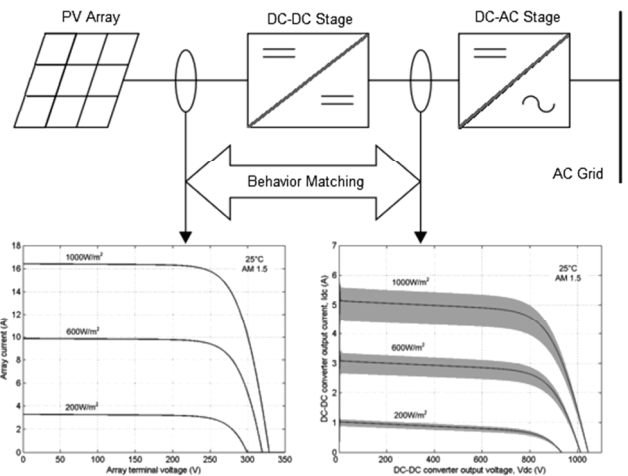 PV Array
DC-DC Stage
DC-AC Stage
AC Grid
Behavior Matching
18
16
14
12
10
8
6
4
2
0
Array current (A)
1000W/m²
600W/m²
200W/m²
25°C
AM 1.5
0 50 100 150 200 250 300 350
Array terminal voltage (V)
7
6
5
4
3
2
1
0
DC-DC converter output current, Idc (A)
1000W/m²
600W/m²
200W/m²
25°C
AM 1.5
0 200 400 600 800 1000
DC-DC converter output voltage, Vdc (V)